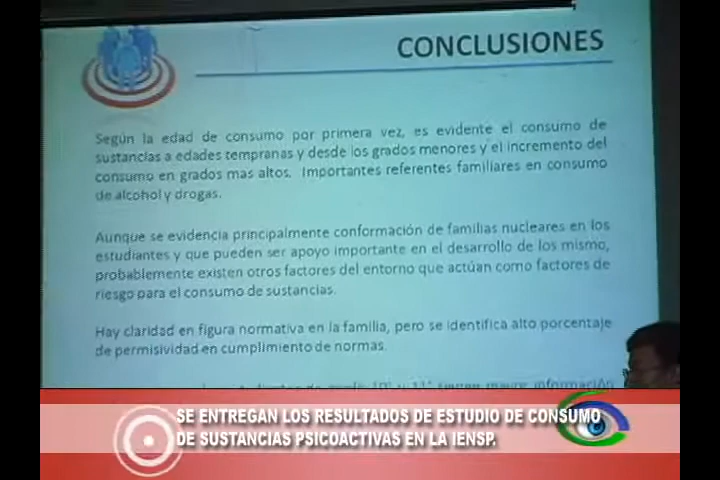 CONCLUSIONES
Según la edad de consumo por primera vez, es evidente el consumo de
sustancias a edades tempranas y desde los grados menores y el incremento del
consumo en grados mas altos. Importantes referentes familiares en consumo
de alcohol y drogas.
Aunque se evidencia principalmente conformación de familias nucleares en los
estudiantes y que pueden ser apoyo importante en el desarrollo de los mismo,
probablemente existen otros factores del entorno que actúan como factores de
riesgo para el consumo de sustancias.
Hay claridad en figura normativa en la familia, pero se identifica alto porcentaje
de permisividad en cumplimiento de normas.
información
SE ENTREGAN LOS RESULTADOS DE ESTUDIO DE CONSUMO
DE SUSTANCIAS PSICOACTIVAS EN LA IENSP.